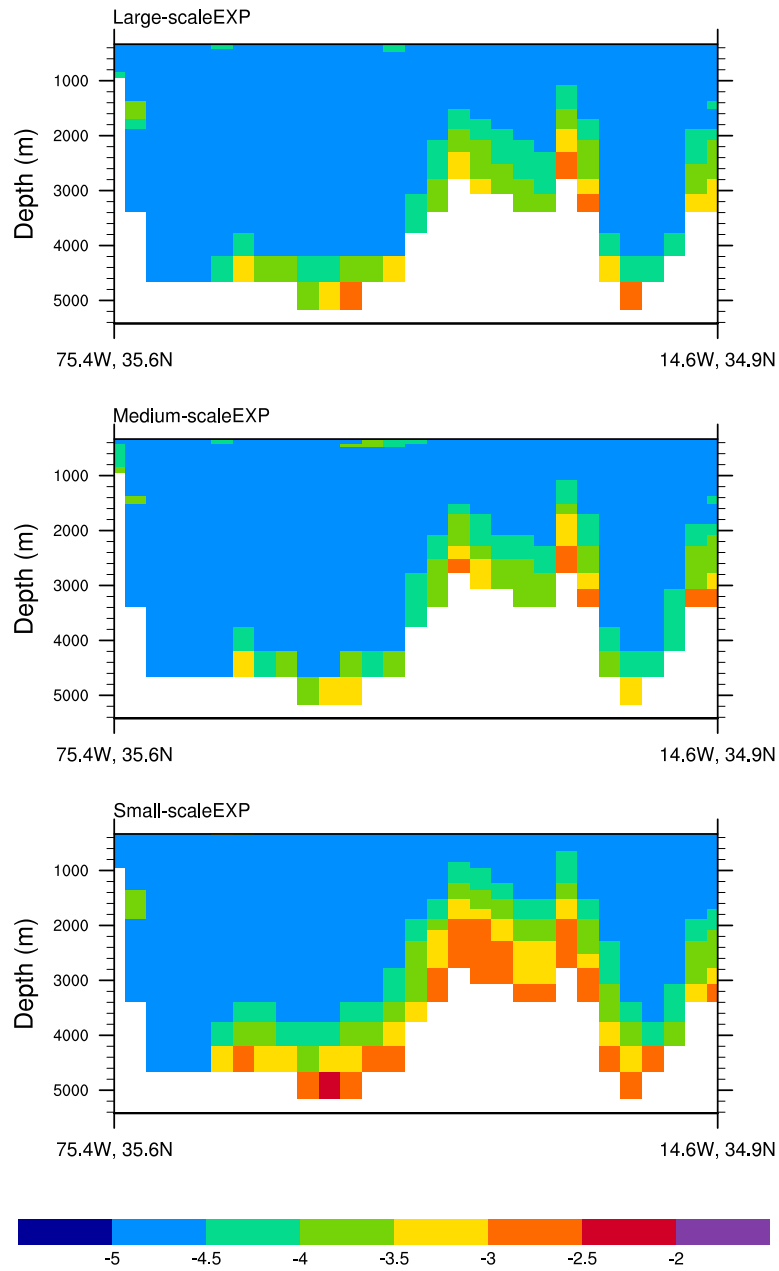 Large-scaleEXP
Depth (m)
1000
2000
3000
4000
5000
75.4W, 35.6N
14.6W, 34.9N
Medium-scaleEXP
Depth (m)
1000
2000
3000
4000
5000
75.4W, 35.6N
14.6W, 34.9N
Small-scaleEXP
Depth (m)
1000
2000
3000
4000
5000
75.4W, 35.6N
14.6W, 34.9N
-5 -4.5 -4 -3.5 -3 -2.5 -2